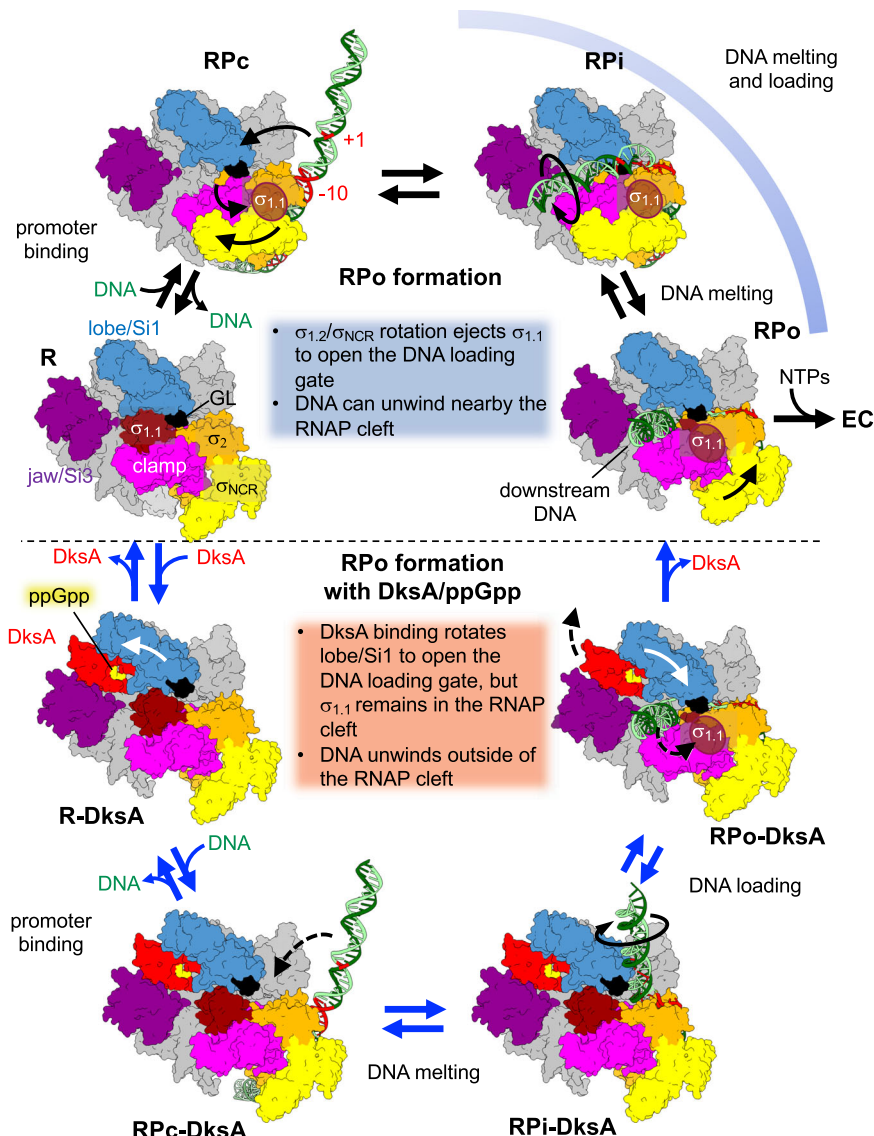 RPc
RPi
DNA melting
and loading
+1
-10
σ1.1
σ1.1
promoter
binding
RPo formation
DNA
DNA
DNA melting
lobe/Si1
RPo
R
• σ1.2/σNCR rotation ejects σ1.1
to open the DNA loading
gate
• DNA can unwind nearby the
RNAP cleft
NTPs
GL
EC
σ1.1
σ2
σ1.1
clamp
jaw/Si3
σNCR
downstream
DNA
DksA
DksA
RPo formation
with DksA/ppGpp
DksA
ppGpp
DksA
• DksA binding rotates
lobe/Si1 to open the
DNA loading gate, but
σ1.1 remains in the RNAP
cleft
• DNA unwinds outside of
the RNAP cleft
σ1.1
R-DksA
RPo-DksA
DNA
DNA
DNA loading
promoter
binding
DNA melting
RPc-DksA
RPi-DksA